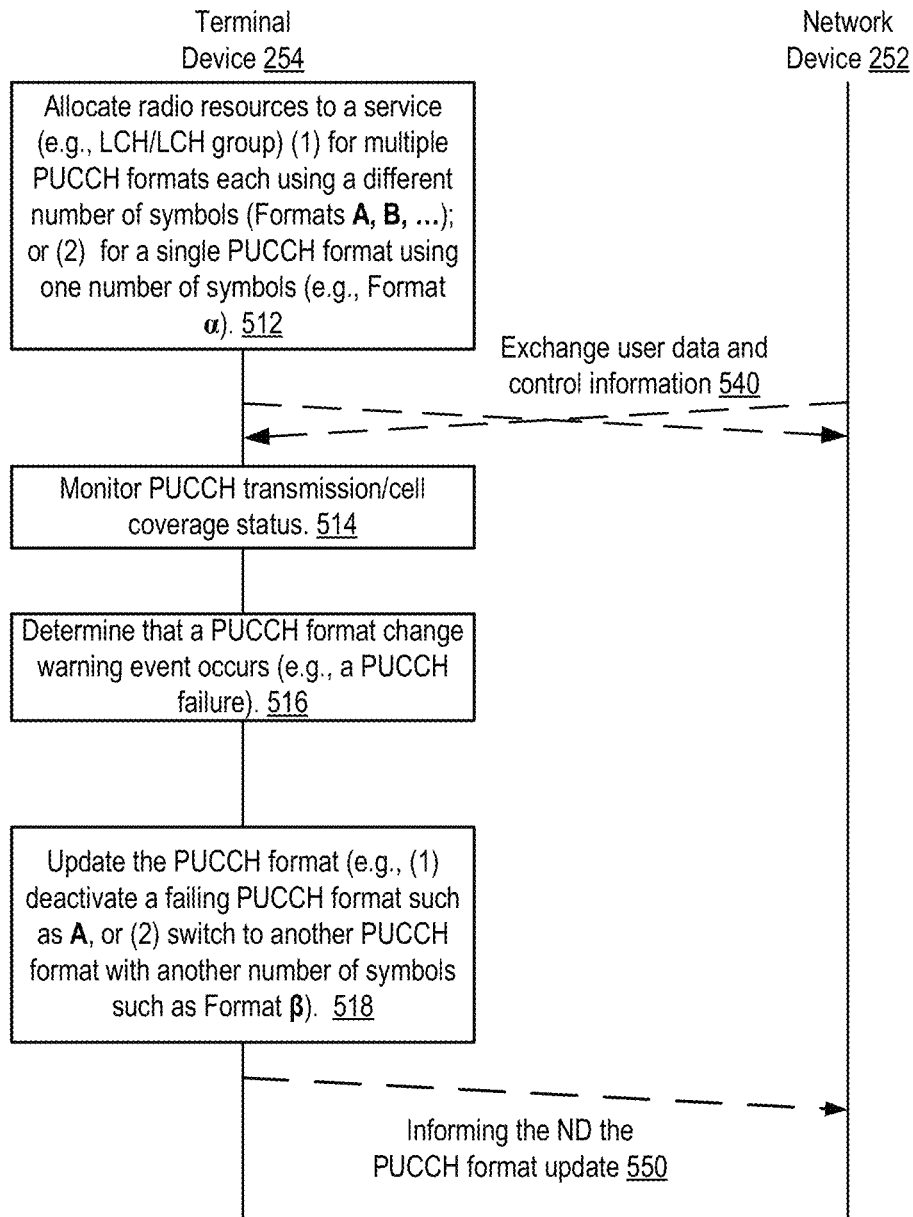 Terminal
Device 254
Network
Device 252
Allocate radio resources to a service
(e.g., LCH/LCH group) (1) for multiple
PUCCH formats each using a different
number of symbols (Formats A, B, ...);
or (2) for a single PUCCH format using
one number of symbols (e.g., Format
α). 512
Exchange user data and
control information 540
Monitor PUCCH transmission/cell
coverage status. 514
Determine that a PUCCH format change
warning event occurs (e.g., a PUCCH
failure). 516
Update the PUCCH format (e.g., (1)
deactivate a failing PUCCH format such
as A, or (2) switch to another PUCCH
format with another number of symbols
such as Format β). 518
Informing the ND the
PUCCH format update 550